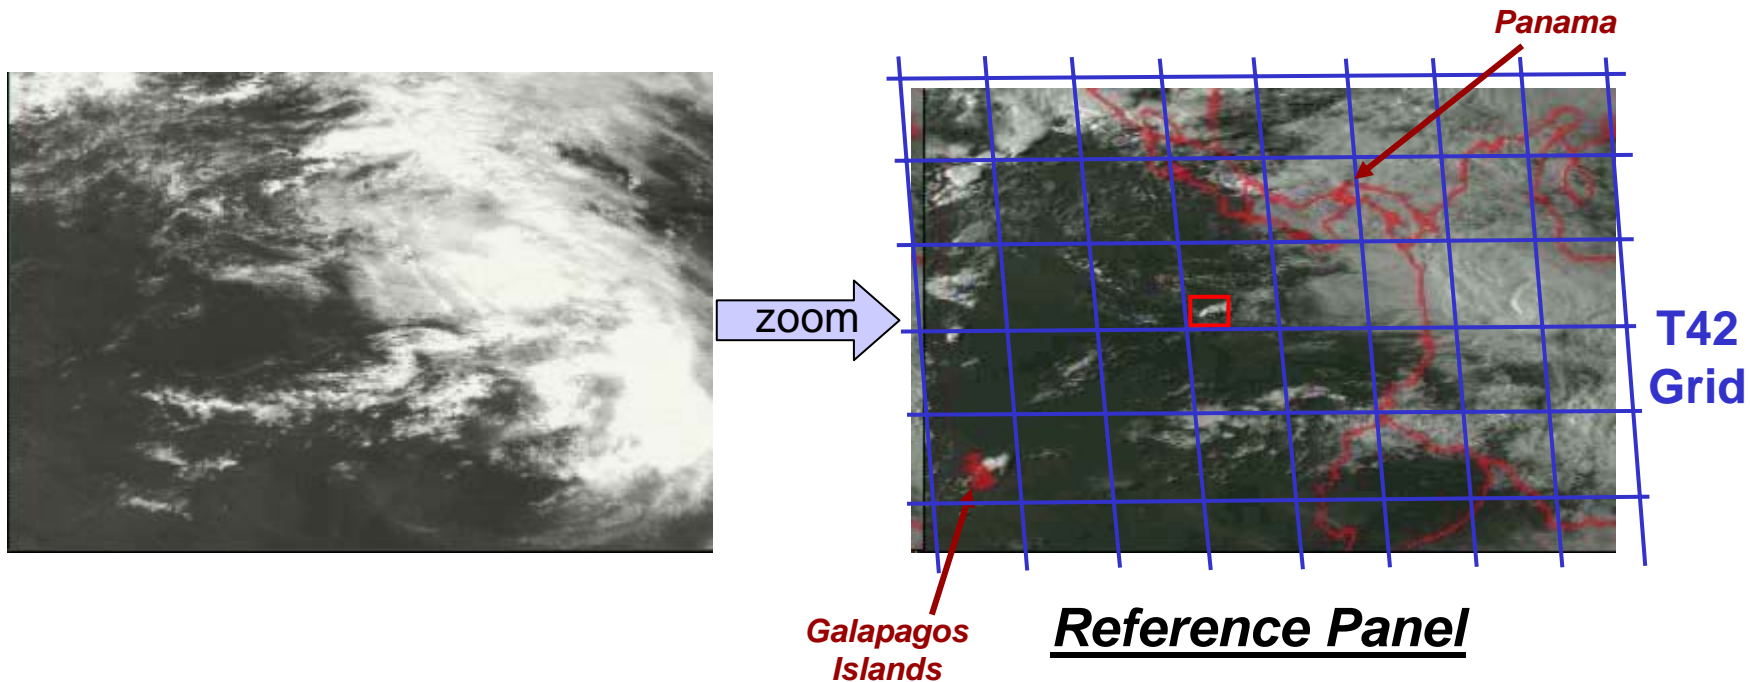 Panama
zoom
T42
Grid
Galapagos
Islands
Reference Panel